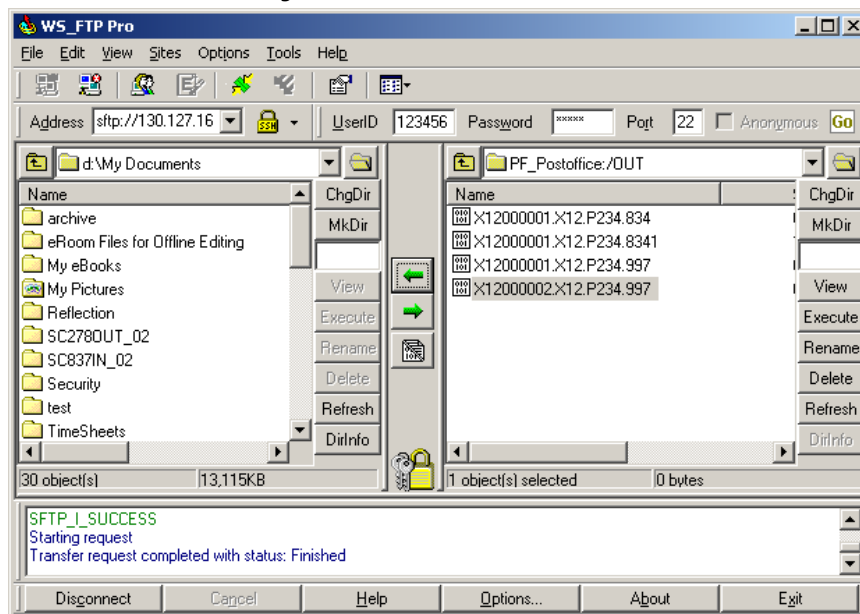 WS_FTP Pro
File Edit View Sites Options Tools Help
Address sftp://130.127.16 SSH UserID 123456 Password ***** Port 22 Anonymous Go
d:\My Documents
Name
archive
eRoom Files for Offline Editing
My eBooks
My Pictures
Reflection
SC278OUT_02
SC837IN_02
Security
test
TimeSheets
30 object(s) 13,115KB
ChgDir
MkDir
View
Execute
Rename
Delete
Refresh
DirInfo
PF_Postoffice:/OUT
Name
X12000001.X12.P234.834
X12000001.X12.P234.8341
X12000001.X12.P234.997
X12000002.X12.P234.997
1 object(s) selected 0 bytes
ChgDir
MkDir
View
Execute
Rename
Delete
Refresh
DirInfo
SFTP_I_SUCCESS
Starting request
Transfer request completed with status: Finished
Disconnect Cancel Help Options... About Exit